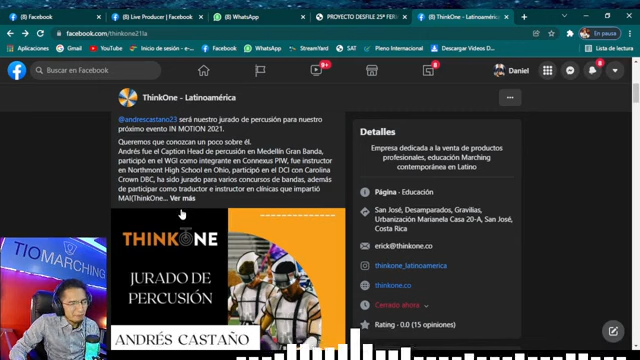 (8) Facebook
(8) Live Producer | Facebook
(8) WhatsApp
PROYECTO DESFILE 25° FER
(8) ThinkOne - Latinoaméric
facebook.com/thinkone21la
En pausa
Aplicaciones
Gmail
YouTube
Inicio de sesión - e...
Facebook
WhatsApp
StreamYard
SAT
Pleno Internacional
Descargar Videos D...
Lista de lectura
Buscar en Facebook
9+
8
Daniel
8
ThinkOne - Latinoamérica
@andrescastano23 será nuestro jurado de percusión para nuestro
próximo evento IN MOTION 2021.
Queremos que conozcan un poco sobre él.
Andrés fue el Caption Head de percusión en Medellín Gran Banda,
participó en el WGI como integrante en Connexus PIW, fue instructor
en Northmont High School en Ohio, participó en el DCI con Carolina
Crown DBC, ha sido jurado para varios concursos de bandas, además
de participar como traductor e instructor en clínicas que impartió
MAI(ThinkOne... Ver más
THINKONE
JURADO DE
PERCUSIÓN
ANDRÉS CASTAÑO
Detalles
Empresa dedicada a la venta de productos
profesionales, educación Marching
contemporánea en Latino
Página · Educación
San José, Desamparados, Gravilias,
Urbanización Marianela Casa 20-A, San José,
Costa Rica
erick@thinkone.co
thinkone_latinoamerica
thinkone.co
Cerrado ahora
Rating · 0.0 (15 opiniones)
TIO MARCHING